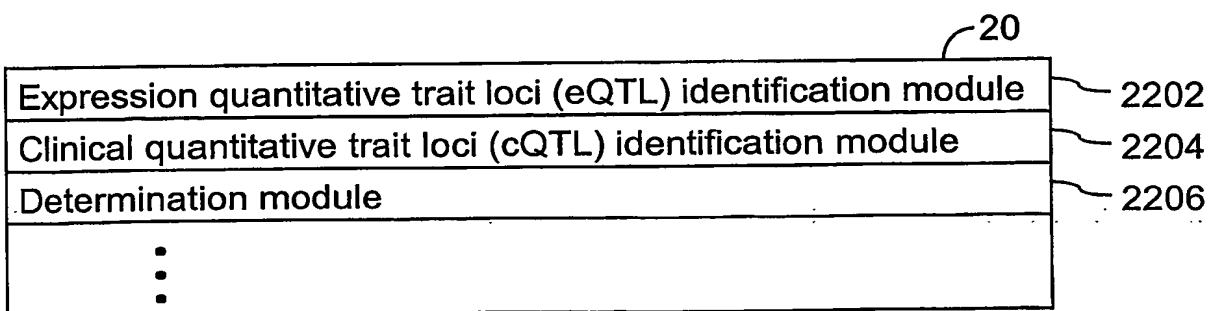 20
Expression quantitative trait loci (eQTL) identification module 2202
Clinical quantitative trait loci (cQTL) identification module 2204
Determination module 2206